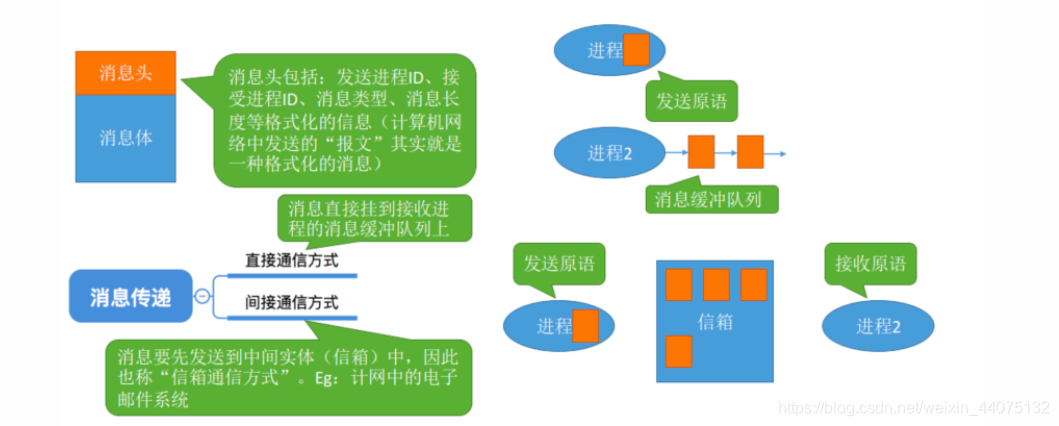 消息头
消息体
消息头包括：发送进程ID、接
受进程ID、消息类型、消息长
度等格式化的信息（计算机网
络中发送的“报文”其实就是
一种格式化的消息）
进程
发送原语
进程2
消息缓冲队列
消息直接挂到接收进
程的消息缓冲队列上
消息传递
直接通信方式
间接通信方式
消息要先发送到中间实体（信箱）中，因此
也称“信箱通信方式”。Eg：计网中的电子
邮件系统
发送原语
进程
信箱
接收原语
进程2
https://blog.csdn.net/weixin_44075132